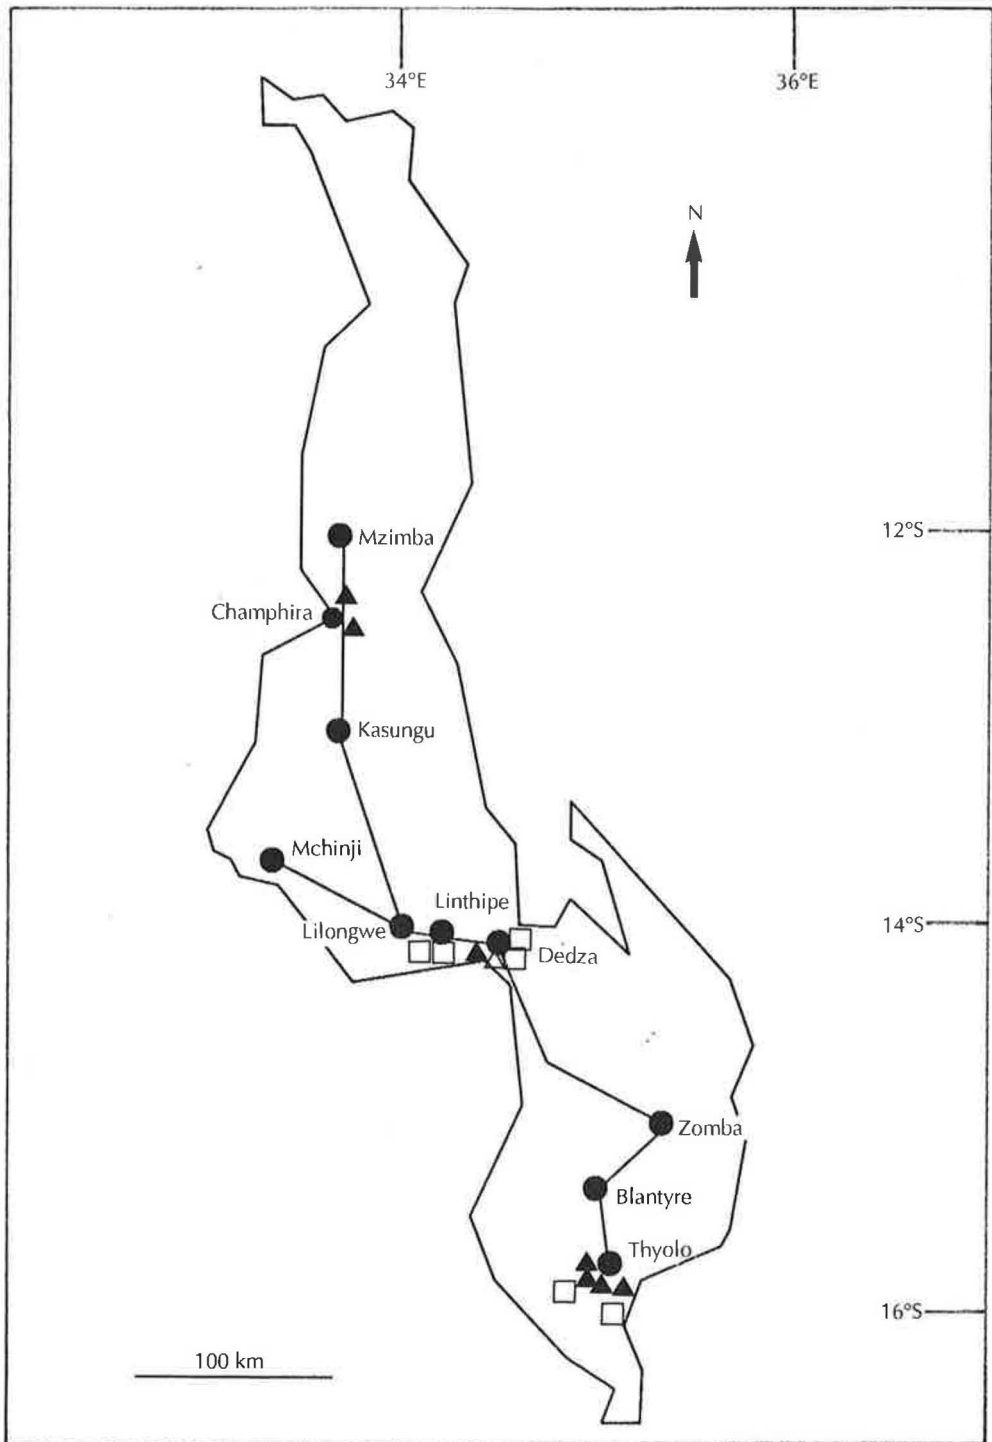 34°E
36°E
N
12°S
Mzimba
Champhira
Kasungu
Mchinji
Linthipe
Lilongwe
14°S
Dedza
Zomba
Blantyre
Thyolo
16°S
100 km